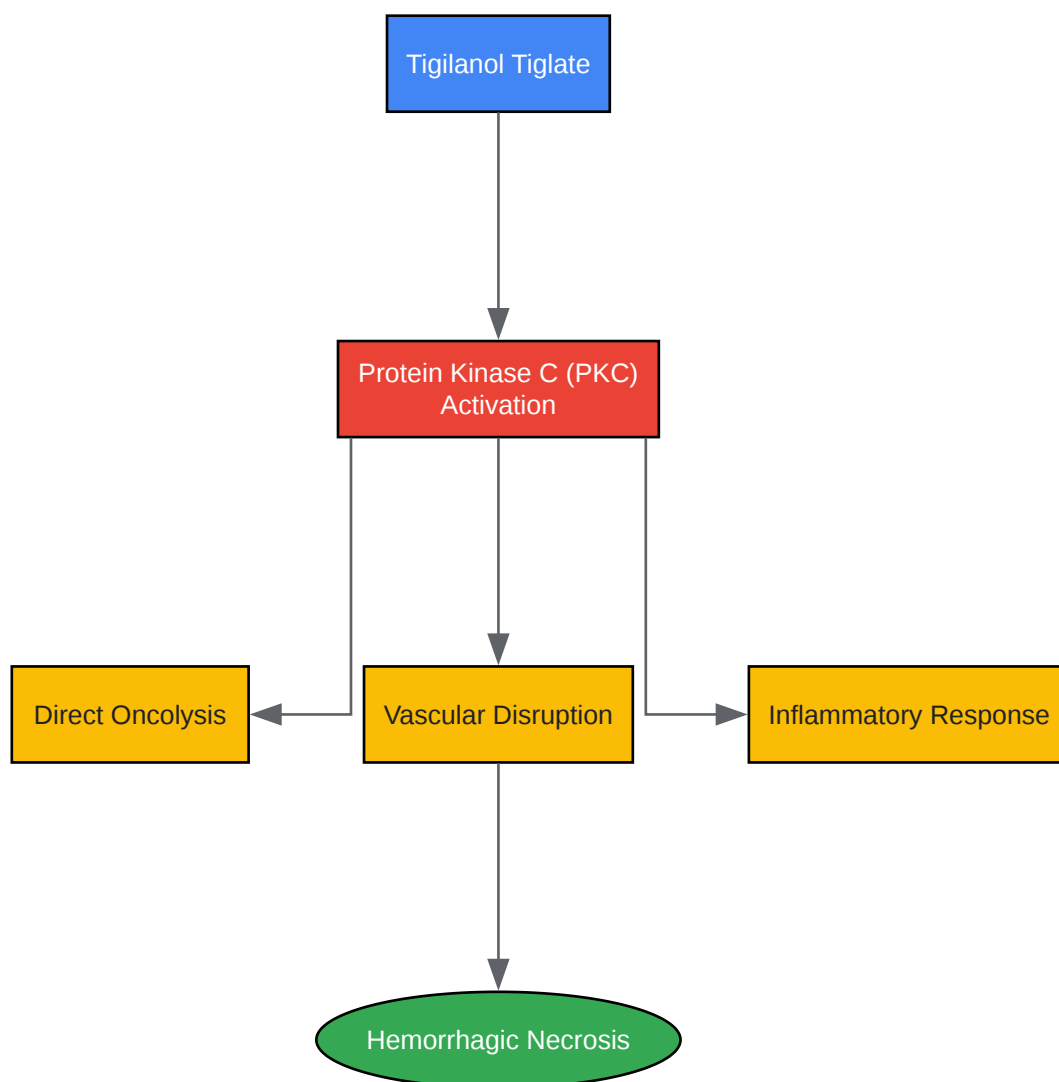 Tigilanol Tiglate
Protein Kinase C (PKC)
Activation
Direct Oncolysis
Vascular Disruption
Inflammatory Response
Hemorrhagic Necrosis